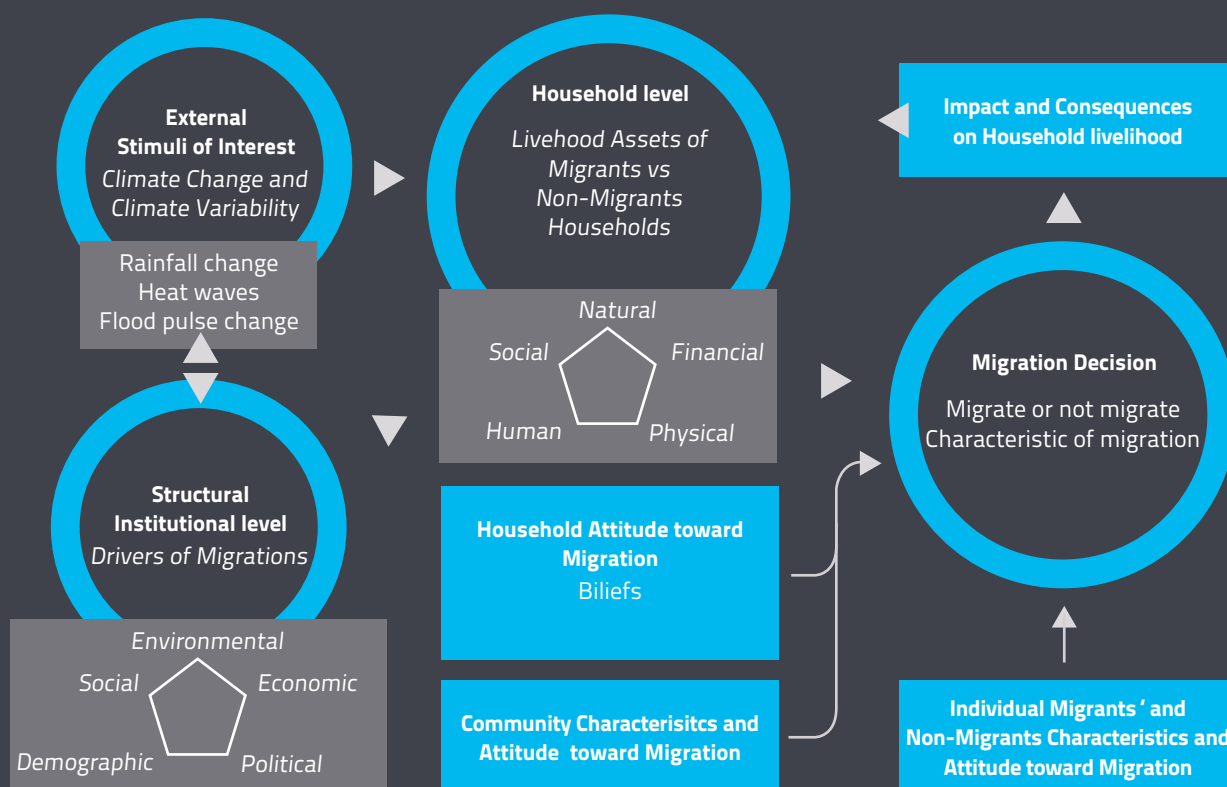 External
Stimuli of Interest
Climate Change and
Climate Variability
Rainfall change
Heat waves
Flood pulse change
Structural
Institutional level
Drivers of Migrations
Environmental
Social
Economic
Demographic
Political
Household level
Livehood Assets of
Migrants vs
Non-Migrants
Households
Natural
Social
Financial
Human
Physical
Household Attitude toward
Migration
Biliefs
Community Characterisitcs and
Attitude toward Migration
Impact and Consequences
on Household livelihood
Migration Decision
Migrate or not migrate
Characteristic of migration
Individual Migrants ’ and
Non-Migrants Characteristics and
Attitude toward Migration